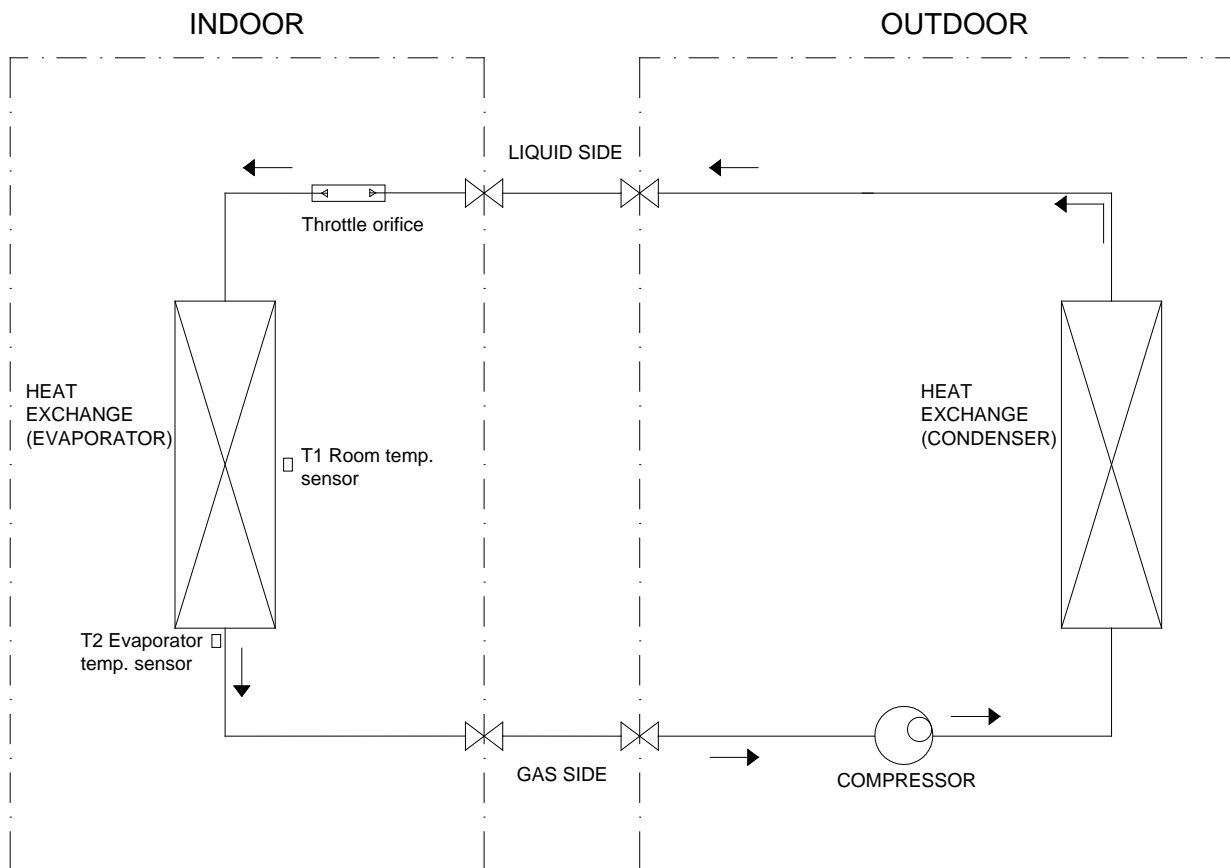 INDOOR
OUTDOOR
LIQUID SIDE
Throttle orifice
HEAT
EXCHANGE
(EVAPORATOR)
T1 Room temp.
sensor
HEAT
EXCHANGE
(CONDENSER)
T2 Evaporator
temp. sensor
GAS SIDE
COMPRESSOR